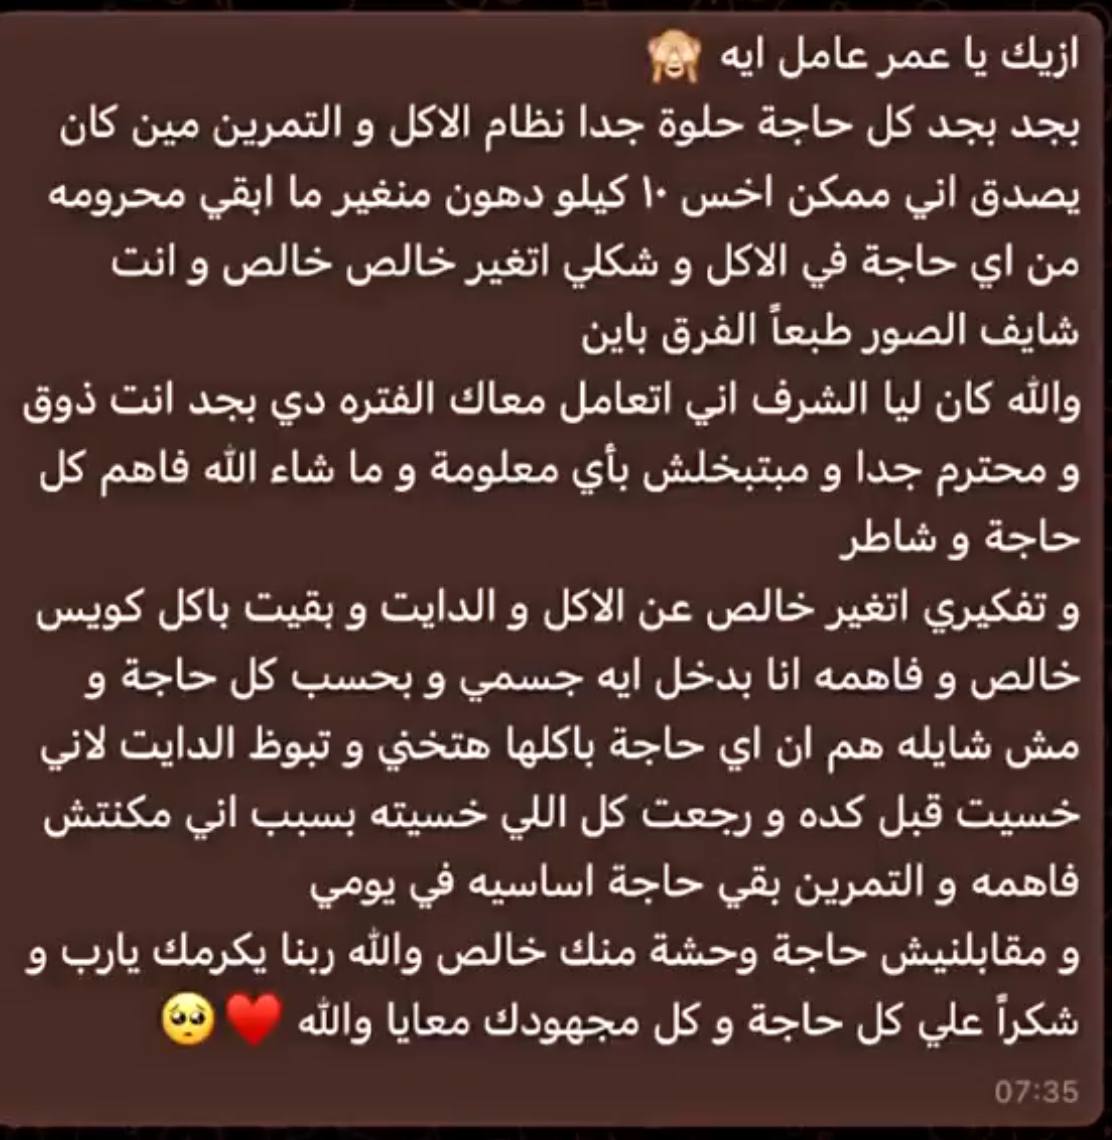 ازيك يا عمر عامل ايه 🙈
بجد بجد كل حاجة حلوة جدا نظام الاكل و التمرين مين كان
يصدق اني ممكن اخس ١٠ كيلو دهون منغير ما ابقي محرومه
من اي حاجة في الاكل و شكلي اتغير خالص خالص و انت
شايف الصور طبعاً الفرق باين
والله كان ليا الشرف اني اتعامل معاك الفتره دي بجد انت ذوق
و محترم جدا و مبتبخلش بأي معلومة و ما شاء الله فاهم كل
حاجة و شاطر
و تفكيري اتغير خالص عن الاكل و الدايت و بقيت باكل كويس
خالص و فاهمه انا بدخل ايه جسمي و بحسب كل حاجة و
مش شايله هم ان اي حاجة باكلها هتخني و تبوظ الدايت لاني
خسيت قبل كده و رجعت كل اللي خسيته بسبب اني مكنتش
فاهمه و التمرين بقي حاجة اساسيه في يومي
و مقابلنيش حاجة وحشة منك خالص والله ربنا يكرمك يارب و
شكراً علي كل حاجة و كل مجهودك معايا والله ❤️🥺
07:35